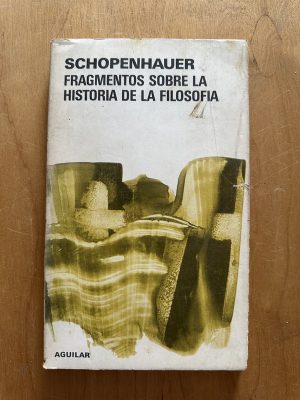 SCHOPENHAUER
FRAGMENTOS SOBRE LA
HISTORIA DE LA FILOSOFIA
AGUILAR